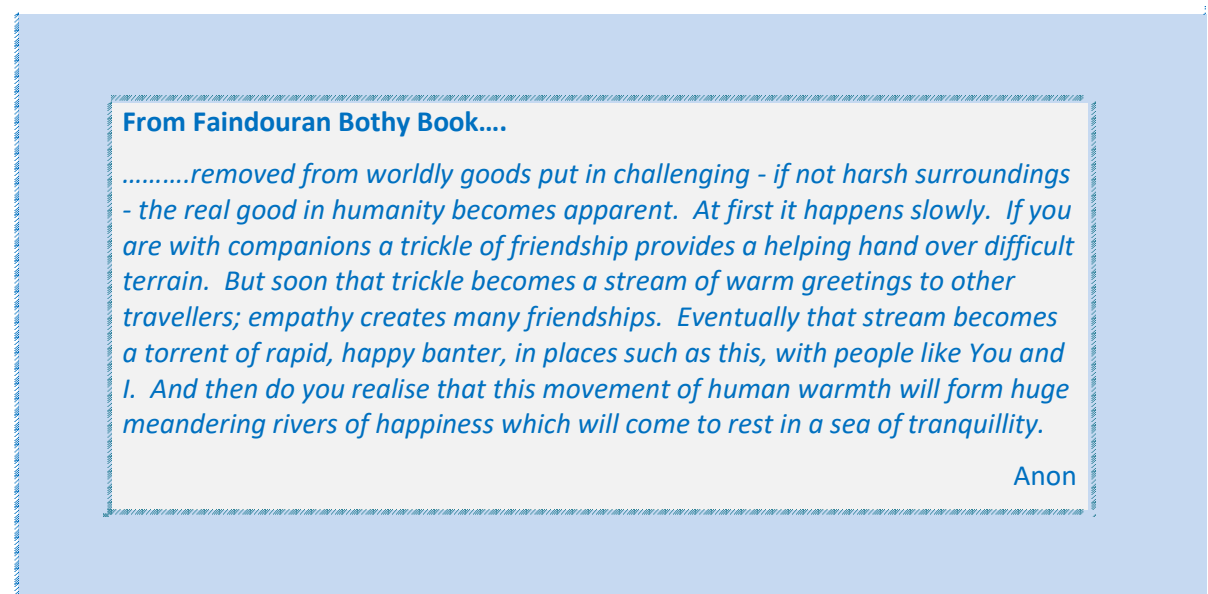 From Faindouran Bothy Book….
……….removed from worldly goods put in challenging - if not harsh surroundings
- the real good in humanity becomes apparent.  At first it happens slowly.  If you
are with companions a trickle of friendship provides a helping hand over difficult
terrain.  But soon that trickle becomes a stream of warm greetings to other
travellers; empathy creates many friendships.  Eventually that stream becomes
a torrent of rapid, happy banter, in places such as this, with people like You and
I.  And then do you realise that this movement of human warmth will form huge
meandering rivers of happiness which will come to rest in a sea of tranquillity.
Anon